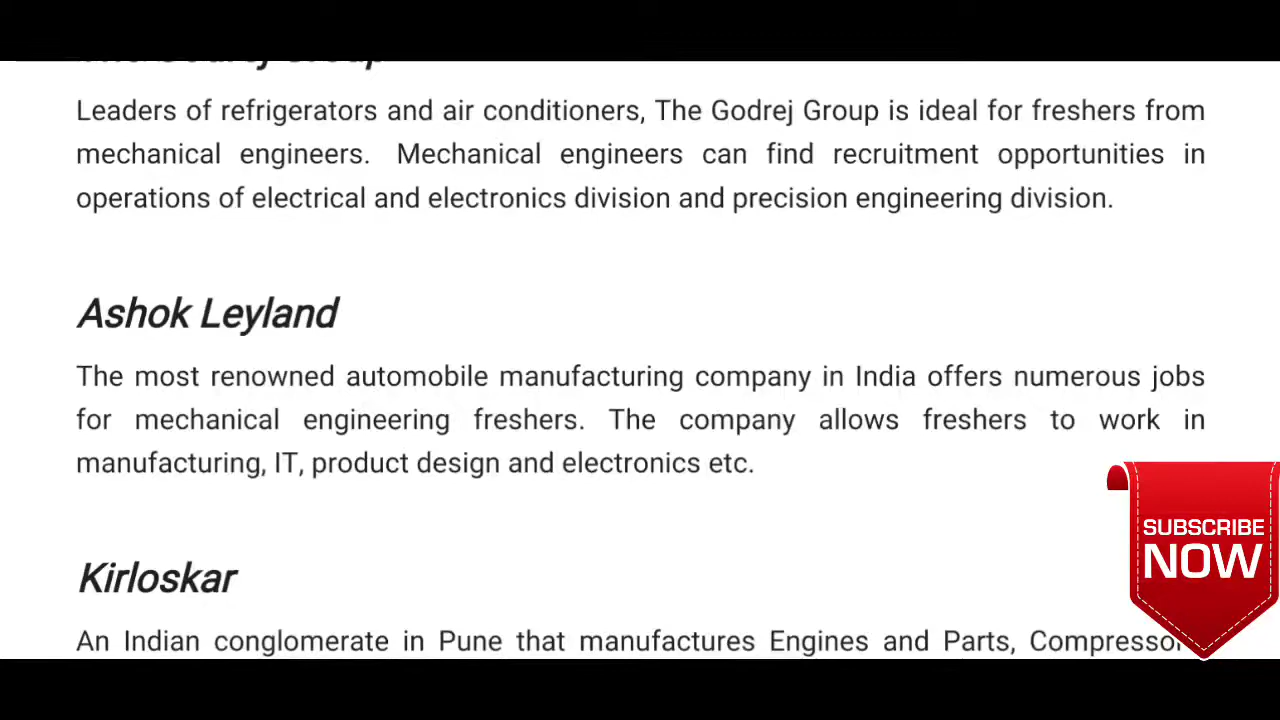 Group
Leaders of refrigerators and air conditioners, The Godrej Group is ideal for freshers from
mechanical engineers. Mechanical engineers can find recruitment opportunities in
operations of electrical and electronics division and precision engineering division.
Ashok Leyland
The most renowned automobile manufacturing company in India offers numerous jobs
for mechanical engineering freshers. The company allows freshers to work in
manufacturing, IT, product design and electronics etc.
Kirloskar
An Indian conglomerate in Pune that manufactures Engines and Parts,
SUBSCRIBE
NOW